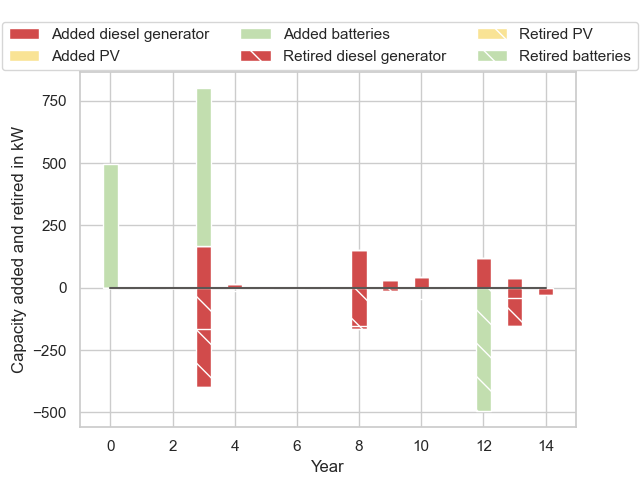 Added diesel generator
Added PV
Added batteries
Retired diesel generator
Retired PV
Retired batteries
Capacity added and retired in kW
750
500
250
0
−250
−500
0 2 4 6 8 10 12 14
Year